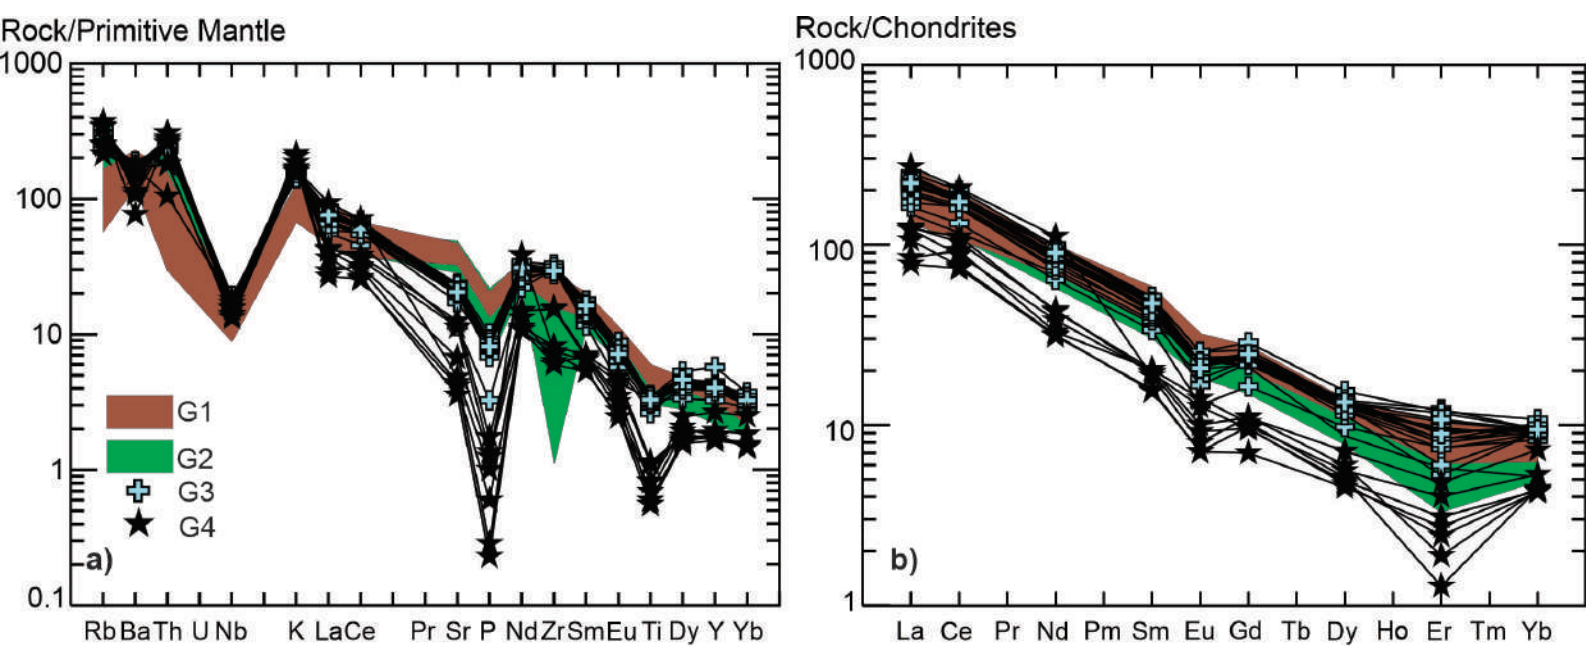 Rock/Primitive Mantle
1000
100
10
1
0.1
G1
G2
G3
G4
a)
Rb Ba Th U Nb K La Ce Pr Sr P Nd Zr Sm Eu Ti Dy Y Yb
Rock/Chondrites
1000
100
10
1
b)
La Ce Pr Nd Pm Sm Eu Gd Tb Dy Ho Er Tm Yb